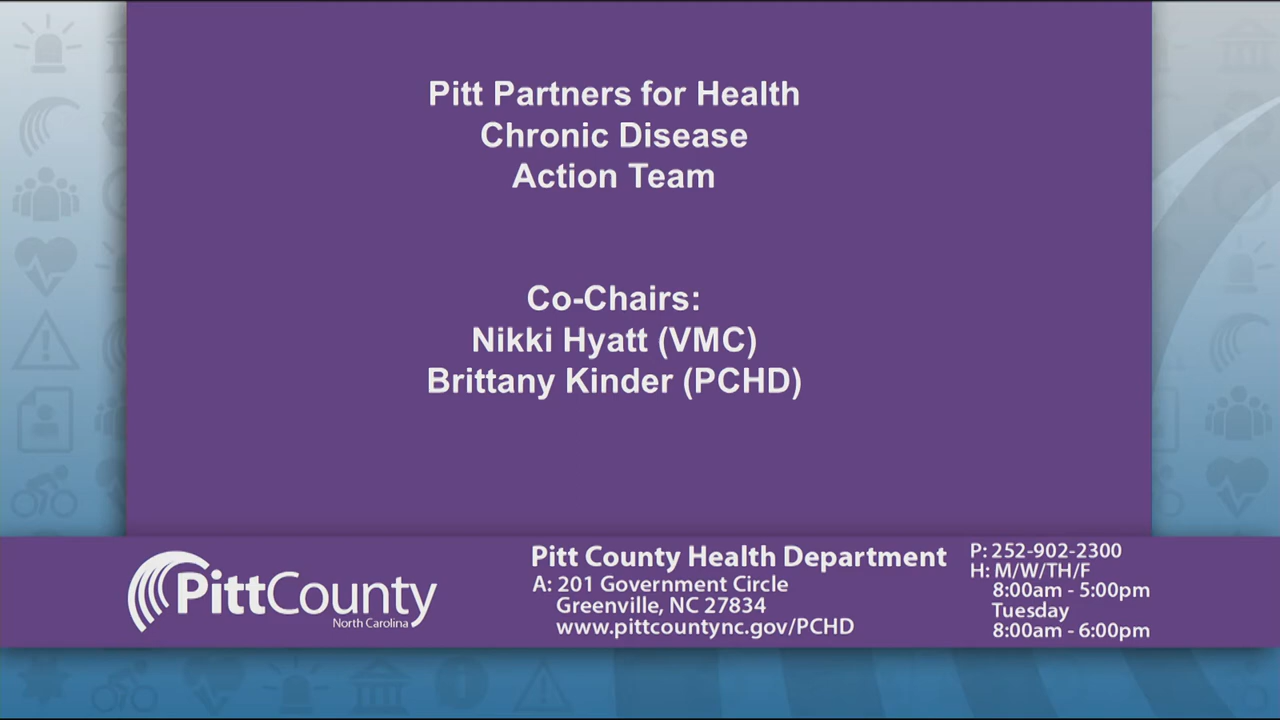 Pitt Partners for Health
Chronic Disease
Action Team
Co-Chairs:
Nikki Hyatt (VMC)
Brittany Kinder (PCHD)
PittCounty
North Carolina
Pitt County Health Department
A: 201 Government Circle
Greenville, NC 27834
www.pittcountync.gov/PCHD
P: 252-902-2300
H: M/W/TH/F
8:00am - 5:00pm
Tuesday
8:00am - 6:00pm